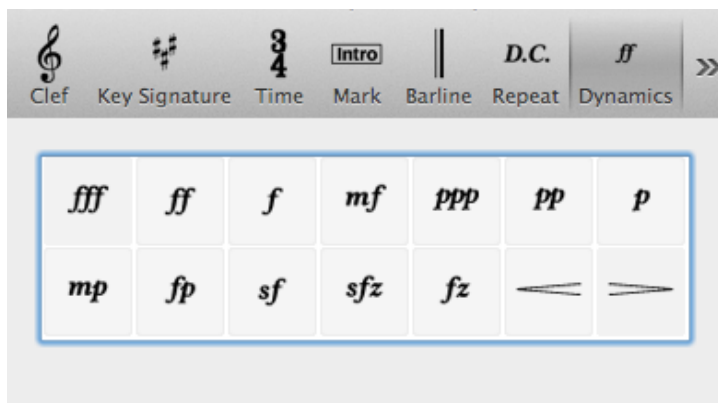 3
4
Intro
D.C.
ff
»
Clef Key Signature Time Mark Barline Repeat Dynamics
fff ff f mf ppp pp p
mp fp sf sfz fz